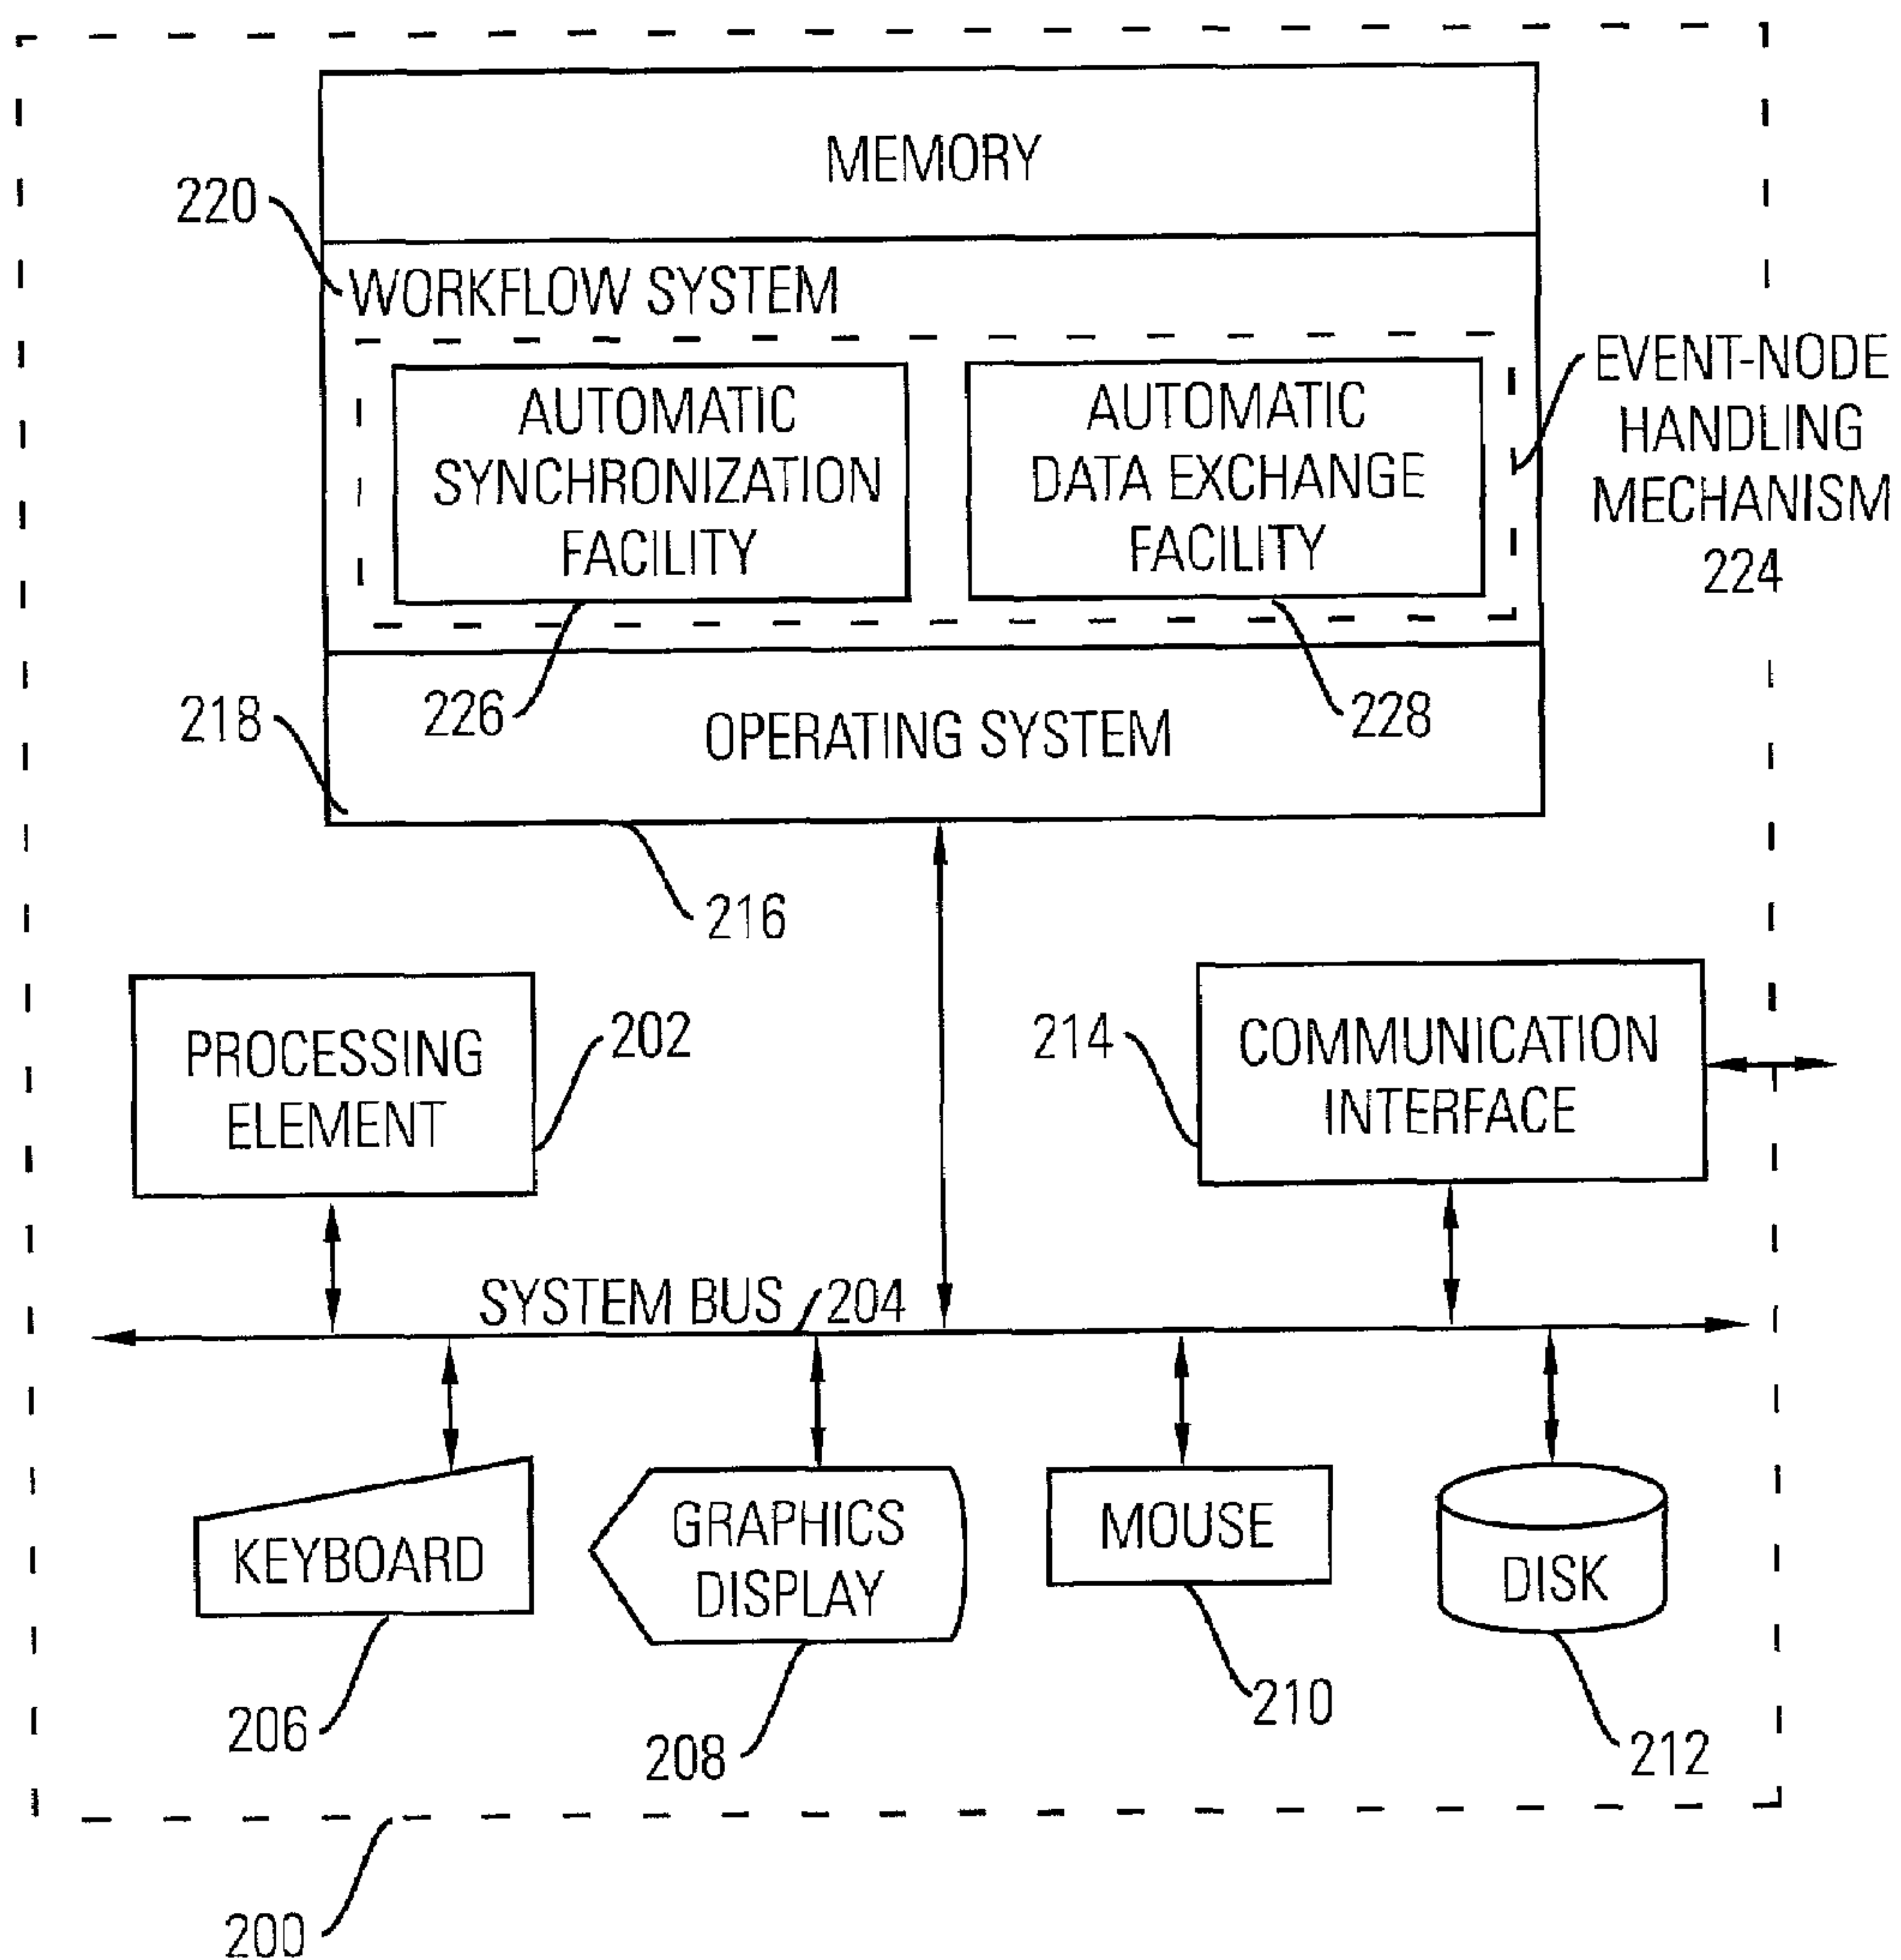 MEMORY
220
WORKFLOW SYSTEM
AUTOMATIC
SYNCHRONIZATION
FACILITY
AUTOMATIC
DATA EXCHANGE
FACILITY
EVENT-NODE
HANDLING
MECHANISM
224
226
228
218
OPERATING SYSTEM
216
PROCESSING
ELEMENT
202
214
COMMUNICATION
INTERFACE
SYSTEM BUS
204
KEYBOARD
GRAPHICS
DISPLAY
MOUSE
DISK
206
208
210
212
200